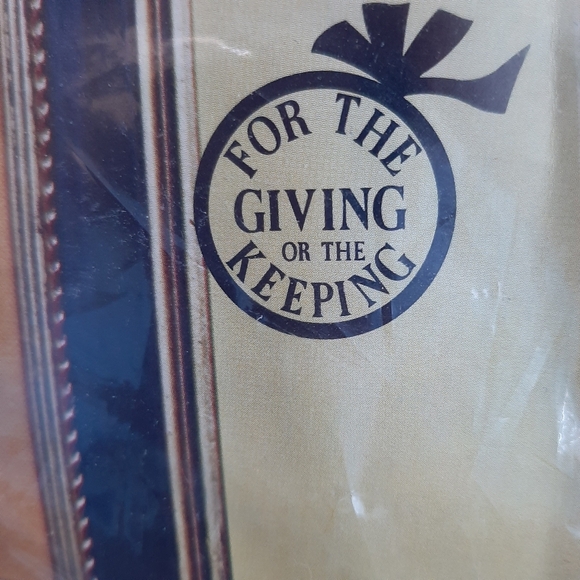 FOR THE
GIVING
OR THE
KEEPING